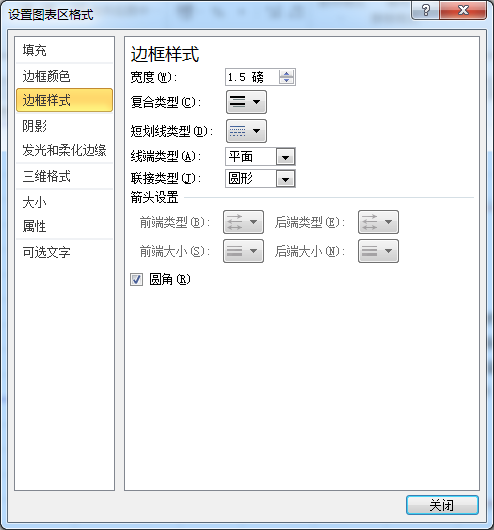 设置图表区格式
填充
边框颜色
边框样式
阴影
发光和柔化边缘
三维格式
大小
属性
可选文字
边框样式
宽度(W): 1.5 磅
复合类型(C):
短划线类型(D):
线端类型(A): 平面
联接类型(J): 圆形
箭头设置
前端类型(B): 后端类型(E):
前端大小(S): 后端大小(N):
圆角(R)
关闭